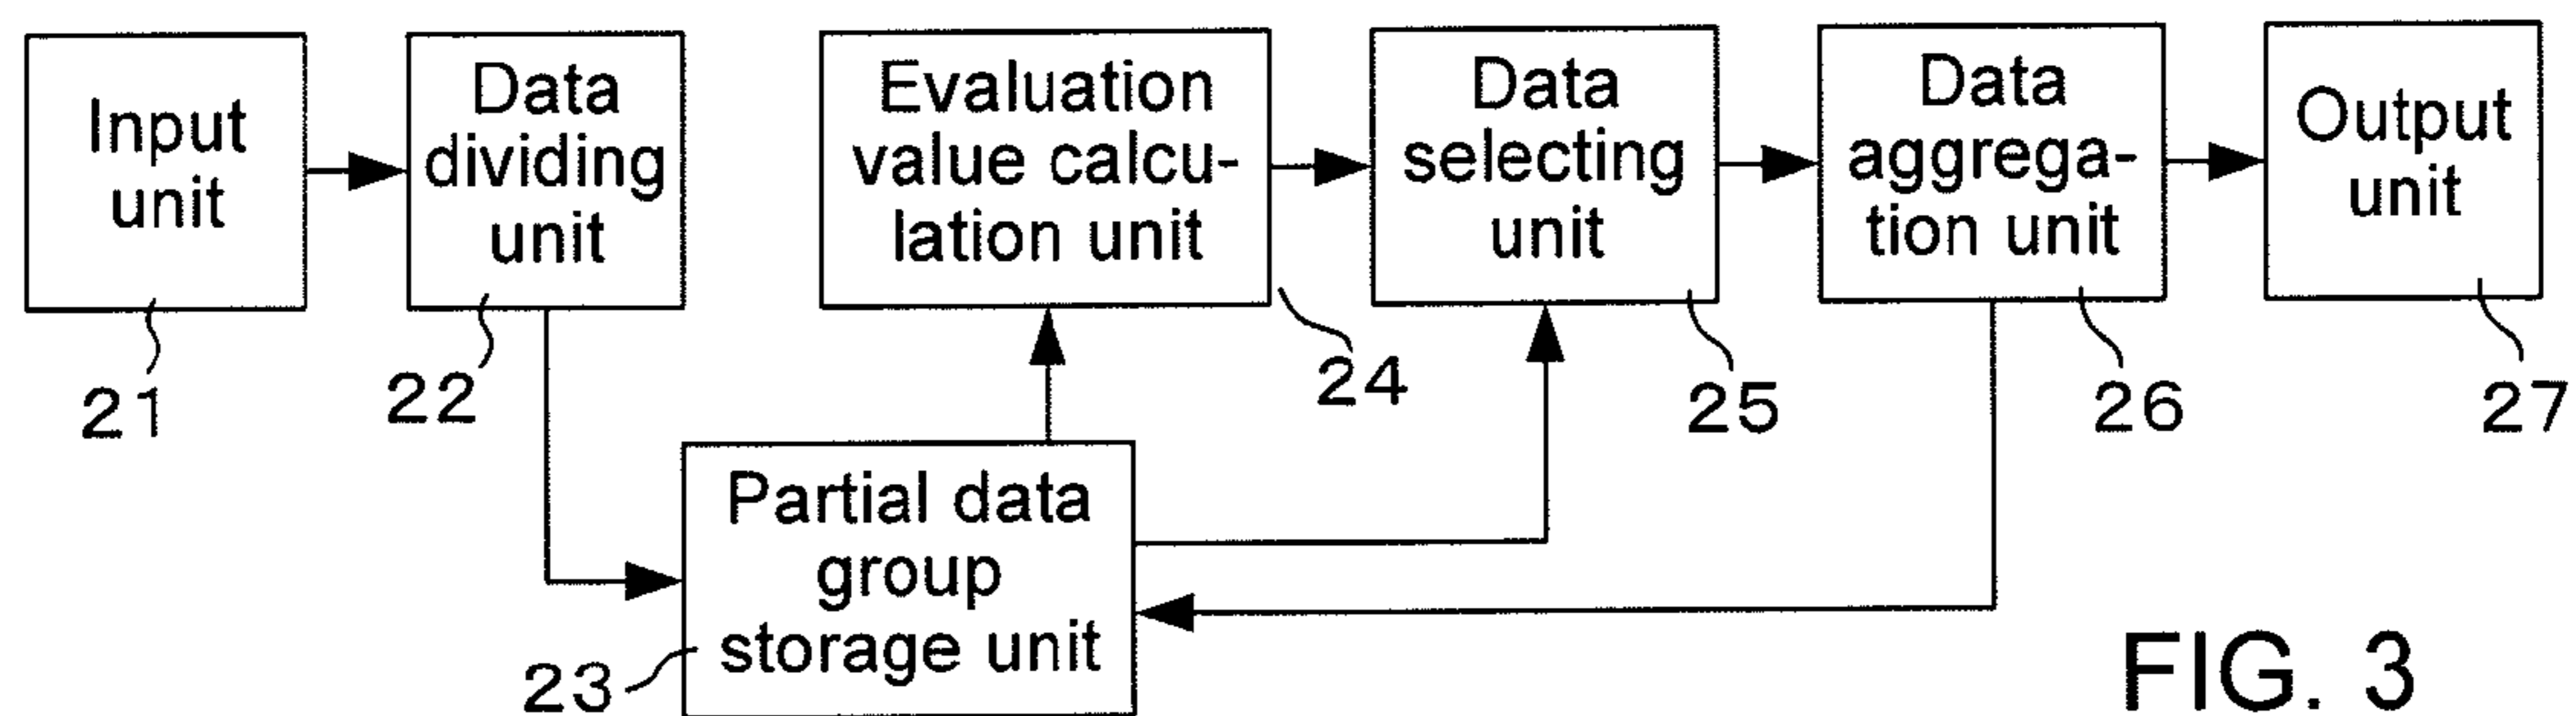 Input
unit
21
Data
dividing
unit
22
Evaluation
value calcu-
lation unit
24
Data
selecting
unit
25
Data
aggrega-
tion unit
26
Output
unit
27
Partial data
group
storage unit
23
FIG. 3